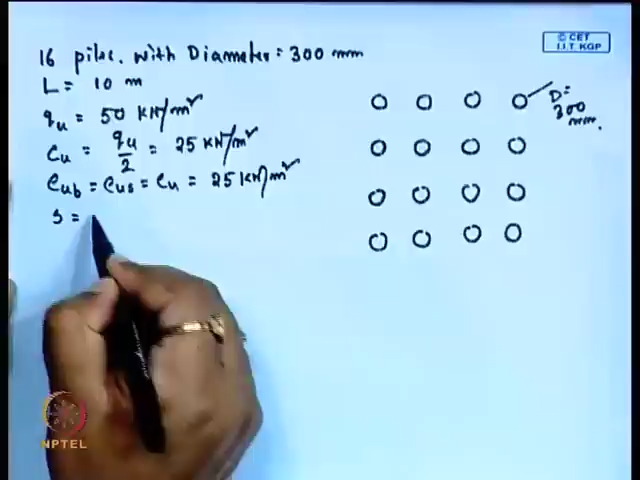 16 piles. with Diameter = 300 mm
L = 10 m
qu = 50 KN/m²
Cu = qu/2 = 25 KN/m²
Cub = Cus = Cu = 25 KN/m²
S =
D =
300
mm.
© CET
I.I.T. KGP
NPTEL